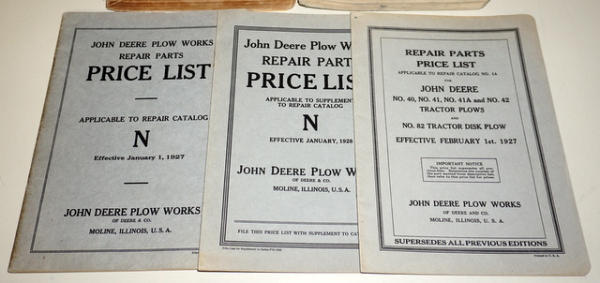 JOHN DEERE PLOW WORKS
REPAIR PARTS
PRICE LIST
APPLICABLE TO REPAIR CATALOG
N
Effective January 1, 1927
JOHN DEERE PLOW WORKS
OF DEERE & CO.
MOLINE, ILLINOIS, U. S. A.
John Deere Plow W
REPAIR PART
PRICE LIS
APPLICABLE TO SUPPLEMEN
TO REPAIR CATALOG
N
EFFECTIVE JANUARY, 1928
JOHN DEERE PLOW W
OF DEERE & CO.
MOLINE, ILLINOIS, U.S.A.
FILE THIS PRICE LIST WITH SUPPLEMENT TO CAT
REPAIR PARTS
PRICE LIST
APPLICABLE TO REPAIR CATALOG NO. 14
FOR
JOHN DEERE
NO. 40, NO. 41, NO. 41A and NO. 42
TRACTOR PLOWS
AND
NO. 82 TRACTOR DISK PLOW
EFFECTIVE FEBRUARY 1st, 1927
IMPORTANT NOTICE
JOHN DEERE PLOW WORKS
OF DEERE AND CO.
MOLINE, ILLINOIS, U. S. A.
SUPERSEDES ALL PREVIOUS EDITIONS